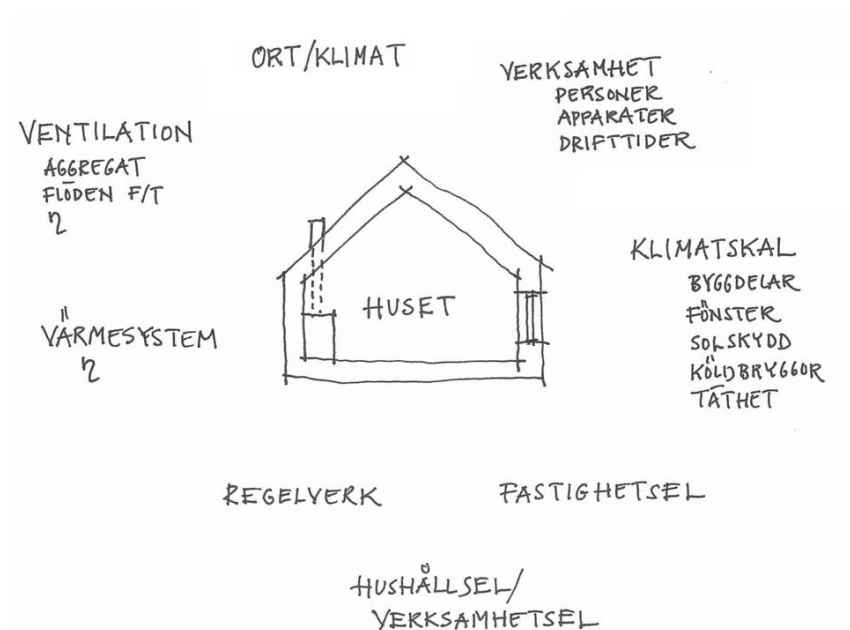 ORT/KLIMAT
VERKSAMHET
PERSONER
APPARATER
DRIFTTIDER
VENTILATION
AGGREGAT
FLÖDEN F/T
η
KLIMATSKAL
BYGGDELAR
FÖNSTER
SOLSKYDD
KÖLDBRYGGOR
TÄTHET
HUSET
VÄRMESYSTEM
η
REGELVERK
FASTIGHETSEL
HUSHÅLLSEL/
VERKSAMHETSEL